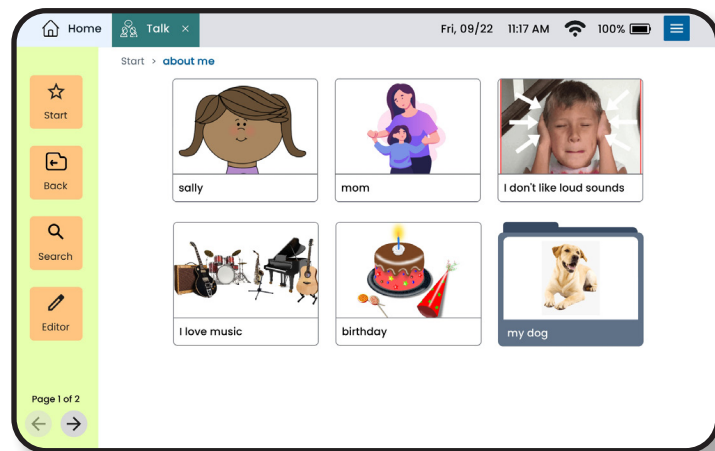 Home
Talk ×
Fri, 09/22 11:17 AM 100%
Start > about me
Start
Back
Search
Editor
sally
mom
I don't like loud sounds
I love music
birthday
my dog
Page 1 of 2